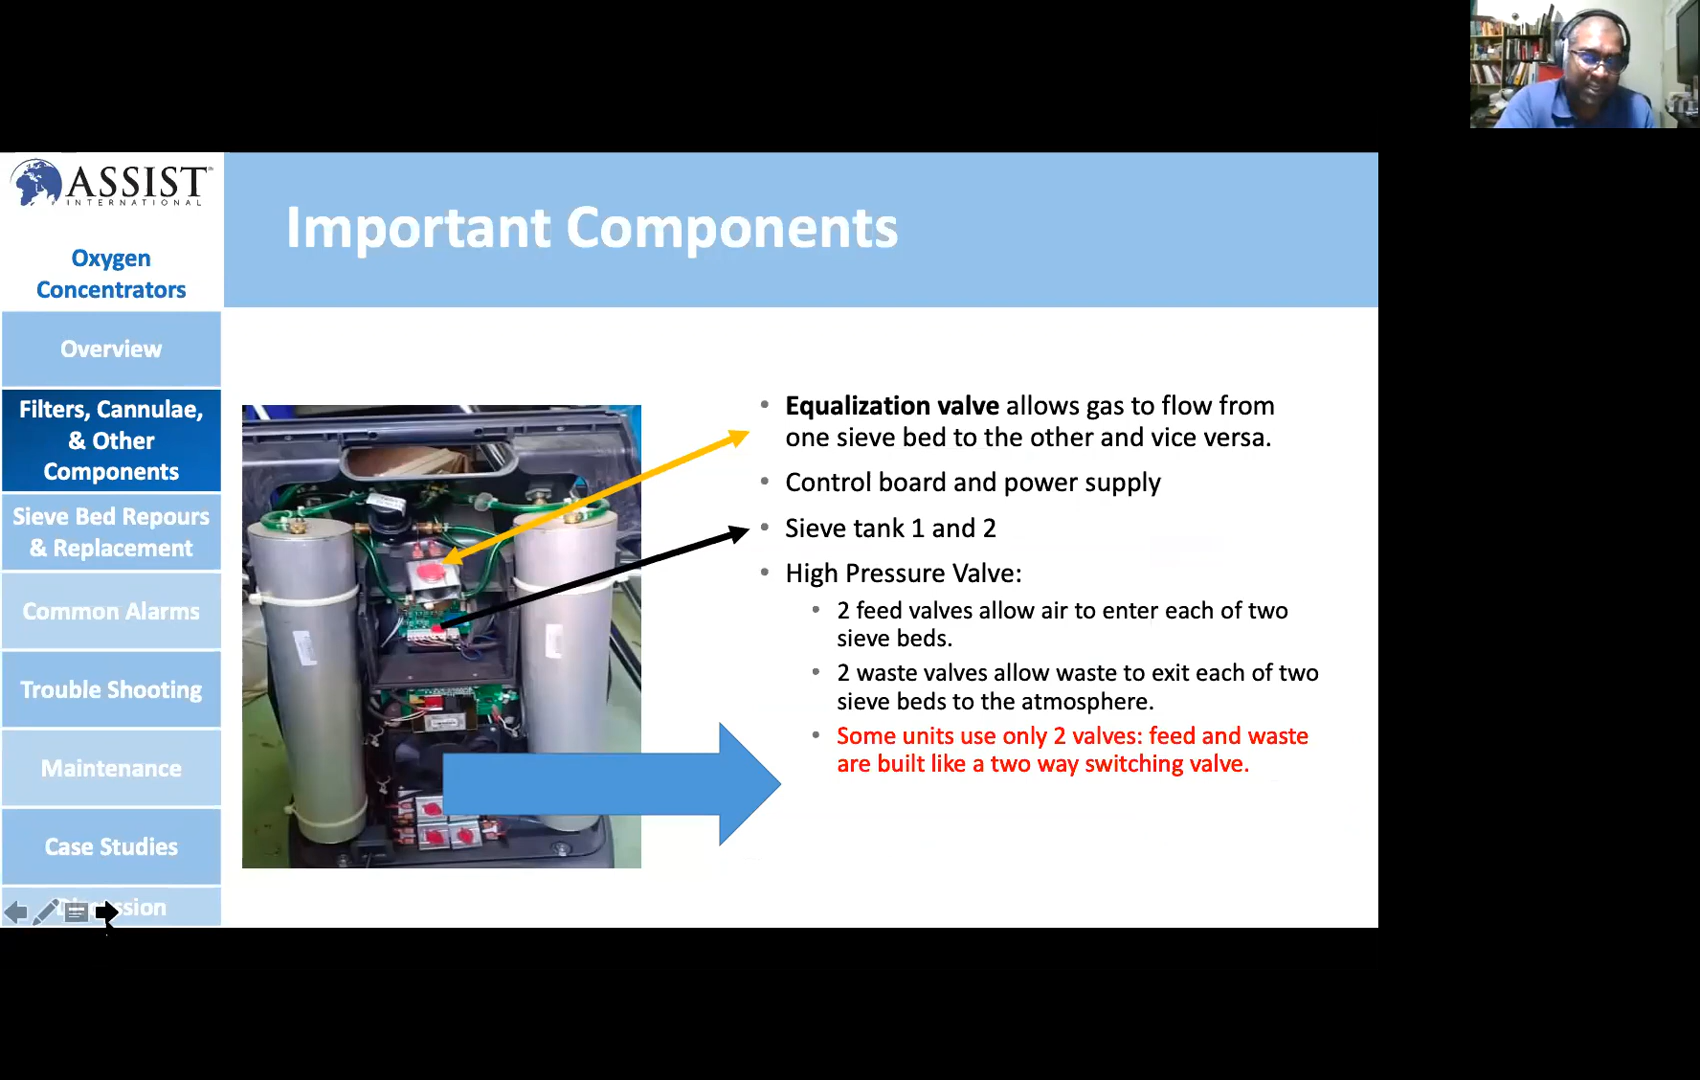 ASSIST
INTERNATIONAL
Important Components
Oxygen
Concentrators
Overview
Filters, Cannulae,
& Other
Components
Sieve Bed Repours
& Replacement
Common Alarms
Trouble Shooting
Maintenance
Case Studies
• Equalization valve allows gas to flow from
one sieve bed to the other and vice versa.
• Control board and power supply
• Sieve tank 1 and 2
• High Pressure Valve:
• 2 feed valves allow air to enter each of two
sieve beds.
• 2 waste valves allow waste to exit each of two
sieve beds to the atmosphere.
• Some units use only 2 valves: feed and waste
are built like a two way switching valve.